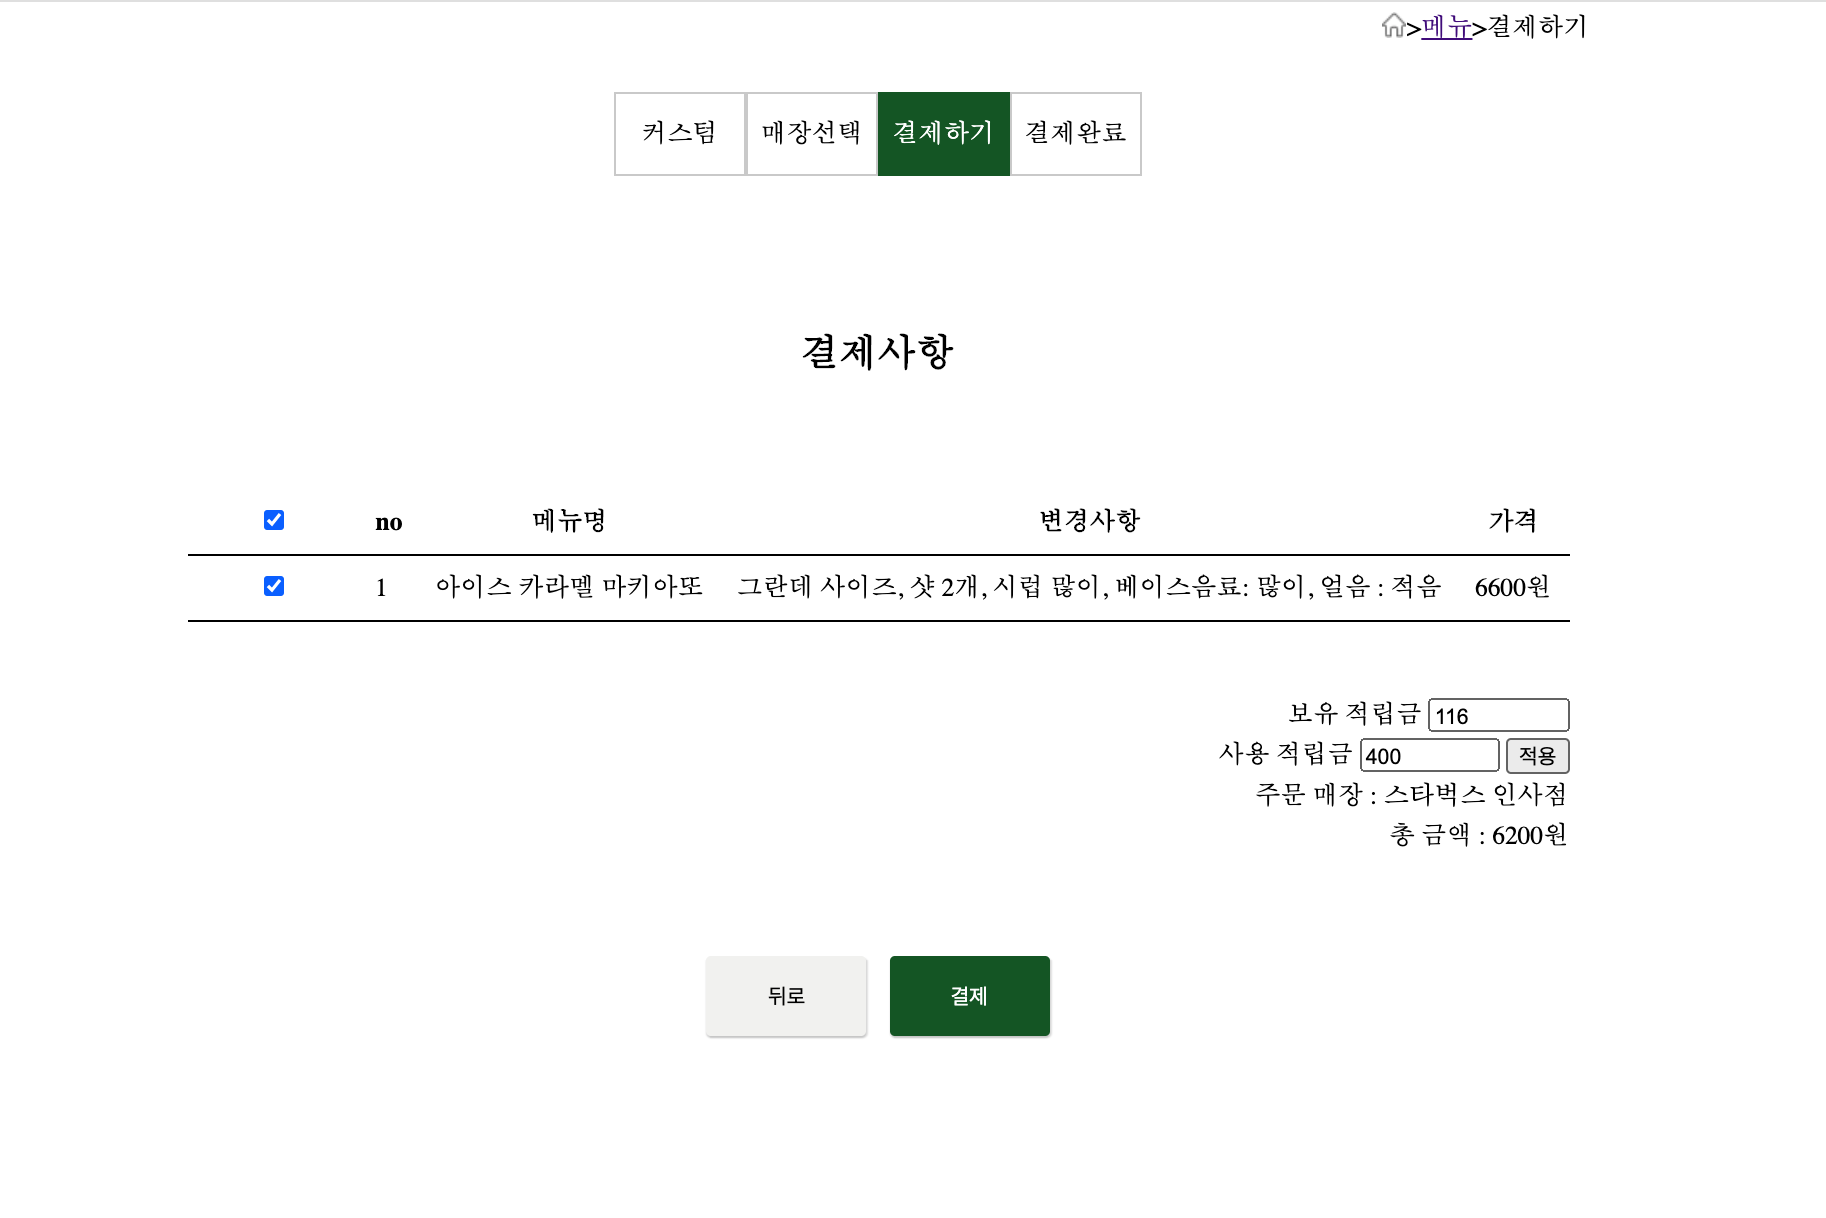 >메뉴>결제하기
커스텀 매장선택 결제하기 결제완료
결제사항
no 메뉴명 변경사항 가격
1 아이스 카라멜 마키아또 그란데 사이즈, 샷 2개, 시럽 많이, 베이스음료: 많이, 얼음 : 적음 6600원
보유 적립금 116
사용 적립금 400 적용
주문 매장 : 스타벅스 인사점
총 금액 : 6200원
뒤로 결제